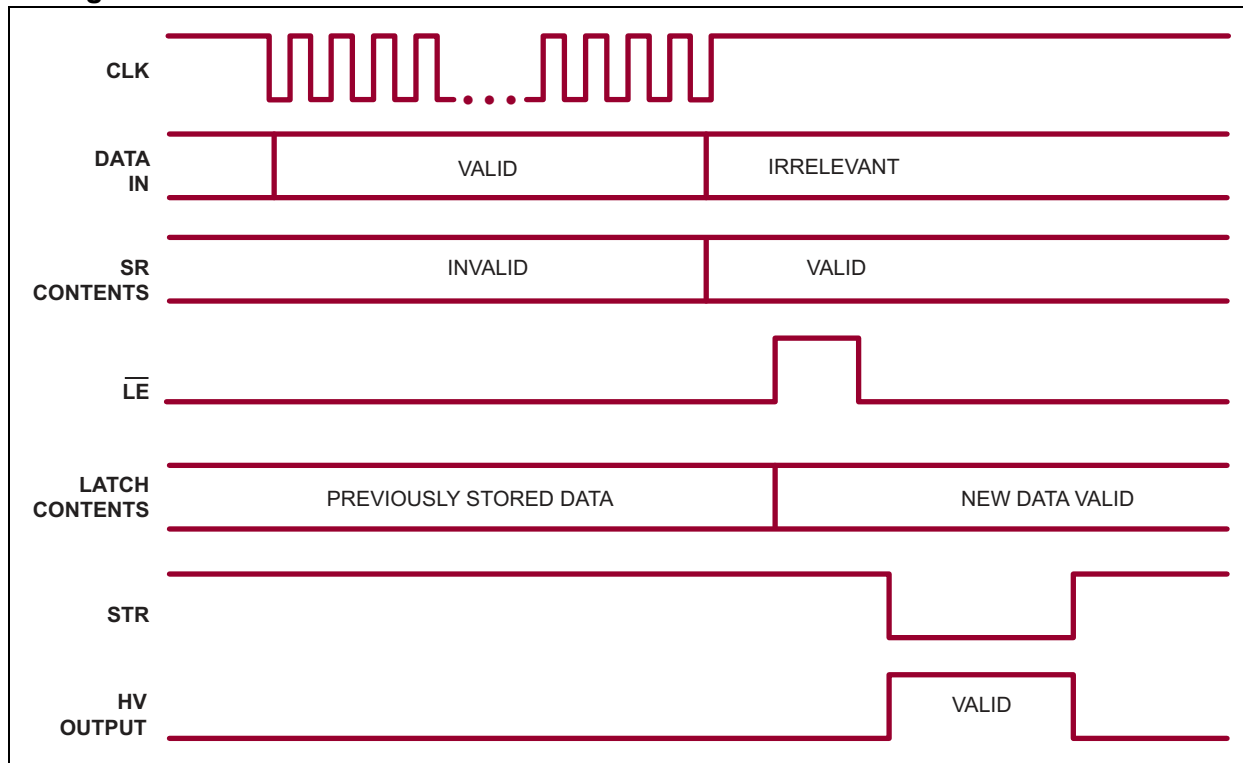 CLK
DATA
IN
VALID
IRRELEVANT
SR
CONTENTS
INVALID
VALID
L̅E̅
LATCH
CONTENTS
PREVIOUSLY STORED DATA
NEW DATA VALID
STR
HV
OUTPUT
VALID